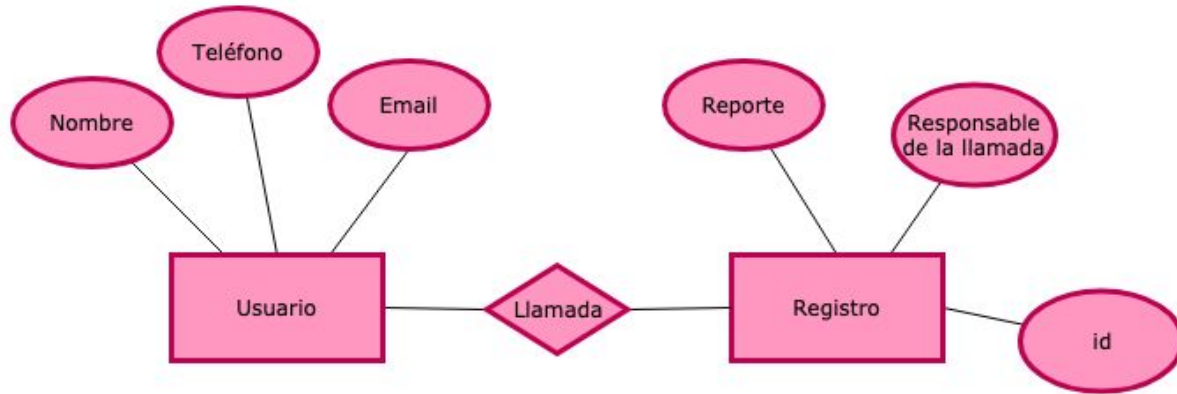 Teléfono
Nombre
Email
Reporte
Responsable
de la llamada
Usuario
Llamada
Registro
id